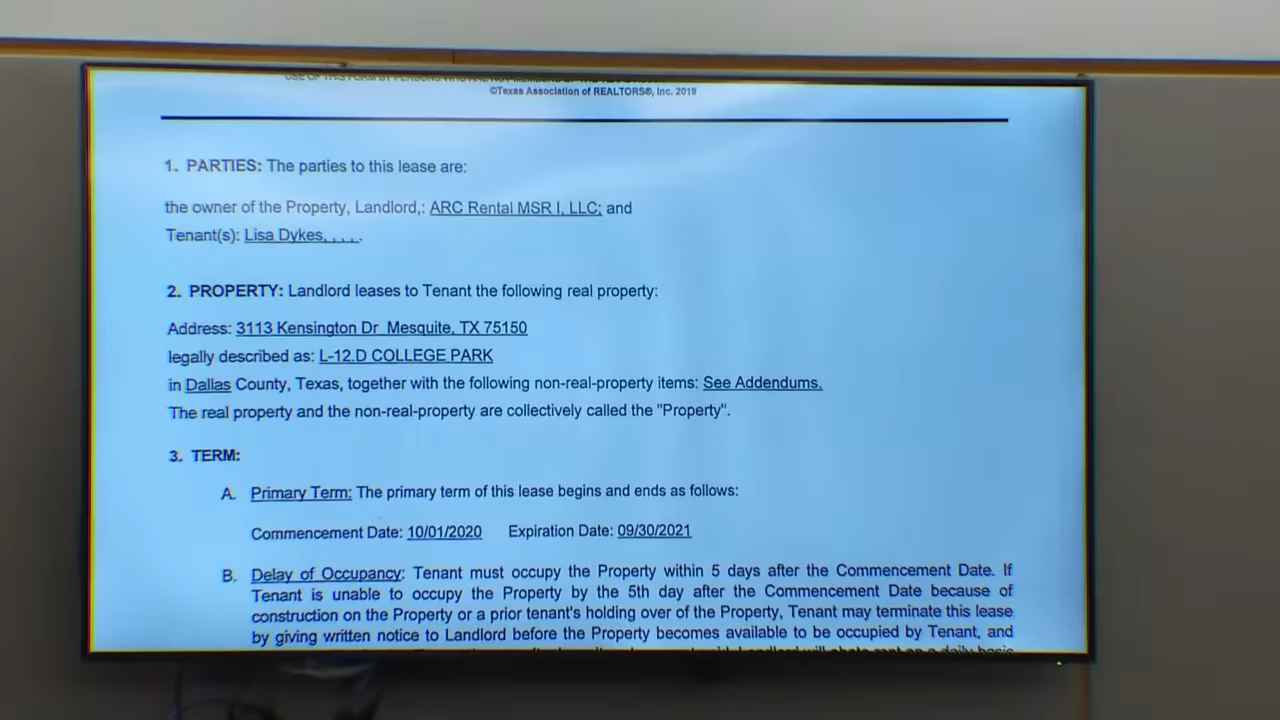 ©Texas Association of REALTORS®, Inc. 2019
1. PARTIES: The parties to this lease are:
the owner of the Property, Landlord,: ARC Rental MSR I, LLC; and
Tenant(s): Lisa Dykes, , , , .
2. PROPERTY: Landlord leases to Tenant the following real property:
Address: 3113 Kensington Dr Mesquite, TX 75150
legally described as: L-12.D COLLEGE PARK
in Dallas County, Texas, together with the following non-real-property items: See Addendums.
The real property and the non-real-property are collectively called the "Property".
3. TERM:
A. Primary Term: The primary term of this lease begins and ends as follows:
Commencement Date: 10/01/2020 Expiration Date: 09/30/2021
B. Delay of Occupancy: Tenant must occupy the Property within 5 days after the Commencement Date. If
Tenant is unable to occupy the Property by the 5th day after the Commencement Date because of
construction on the Property or a prior tenant's holding over of the Property, Tenant may terminate this lease
by giving written notice to Landlord before the Property becomes available to be occupied by Tenant, and